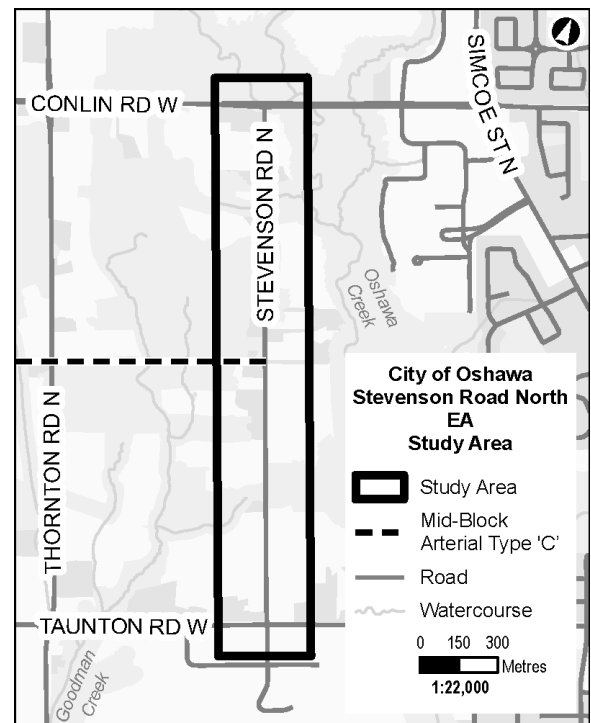 SIMCOE ST N
CONLIN RD W
STEVENSON RD N
Oshawa
Creek
THORNTON RD N
TAUNTON RD W
Goodman
Creek
City of Oshawa
Stevenson Road North
EA
Study Area
Study Area
Mid-Block
Arterial Type 'C'
Road
Watercourse
0 150 300
Metres
1:22,000